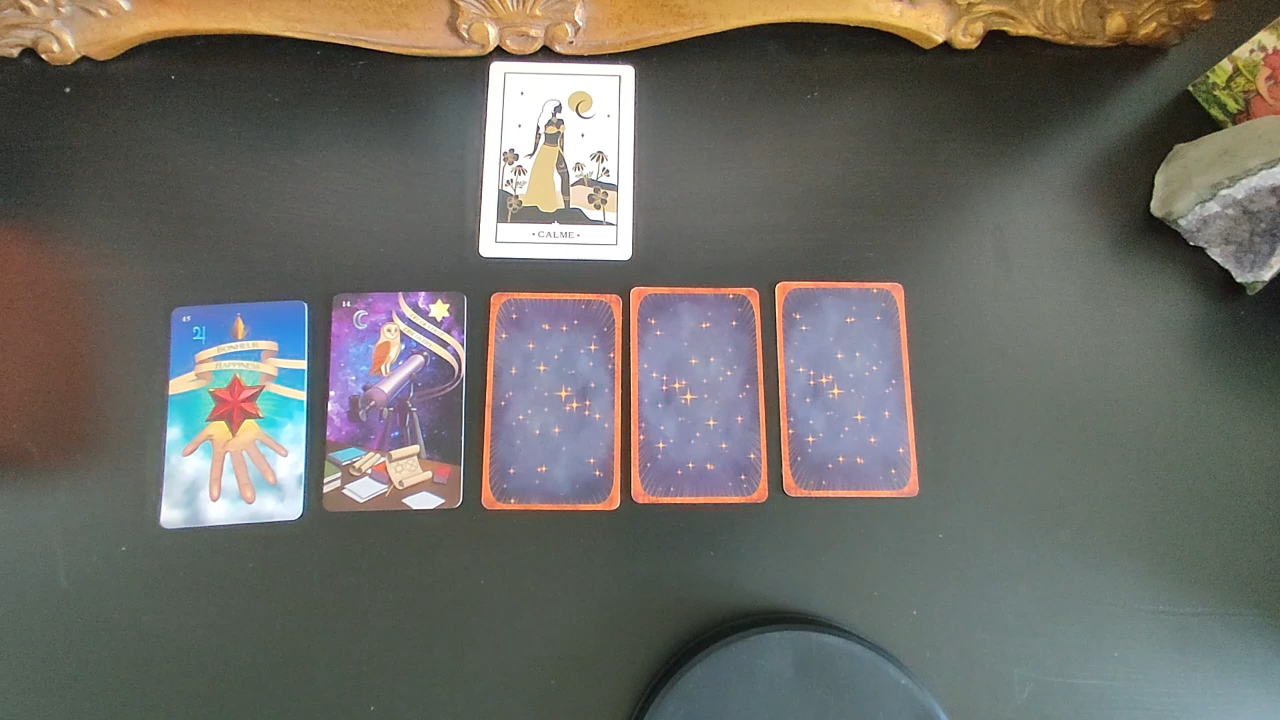 • CALME •
45
♃
BONHEUR
HAPPINESS
14